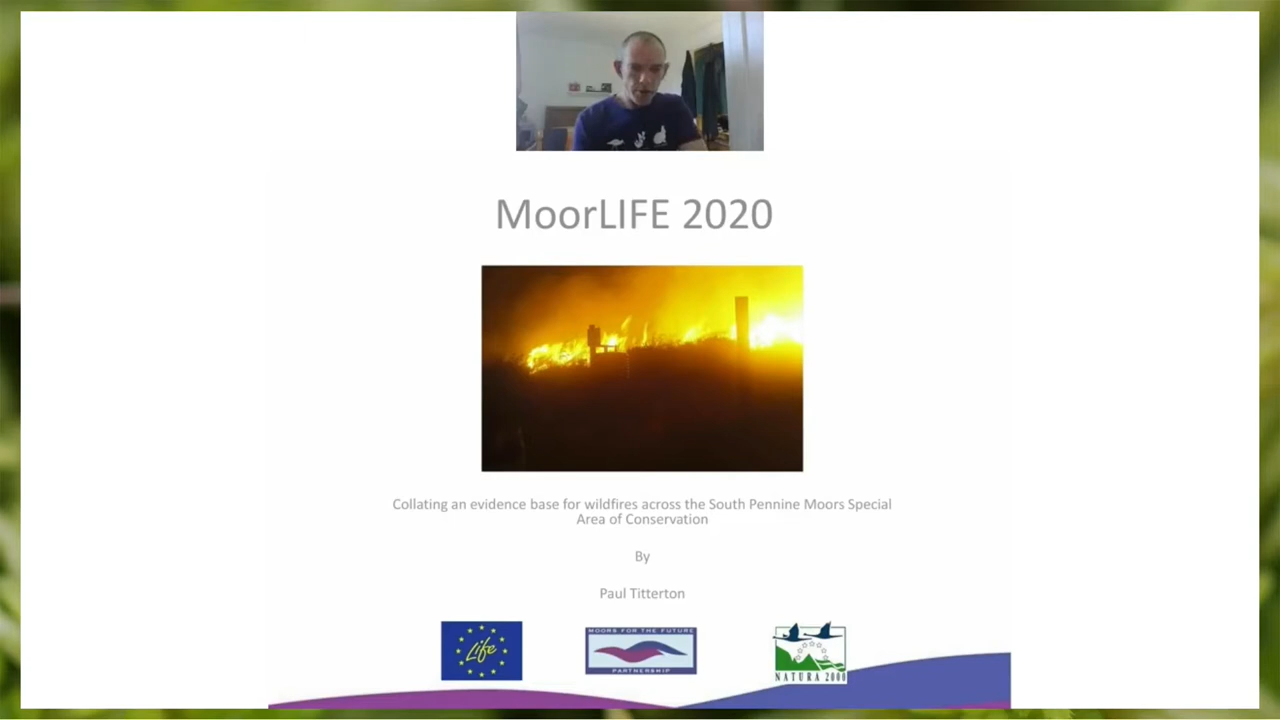 MoorLIFE 2020
Collating an evidence base for wildfires across the South Pennine Moors Special
Area of Conservation
By
Paul Titterton
Life
MOORS FOR THE FUTURE
PARTNERSHIP
NATURA 2000